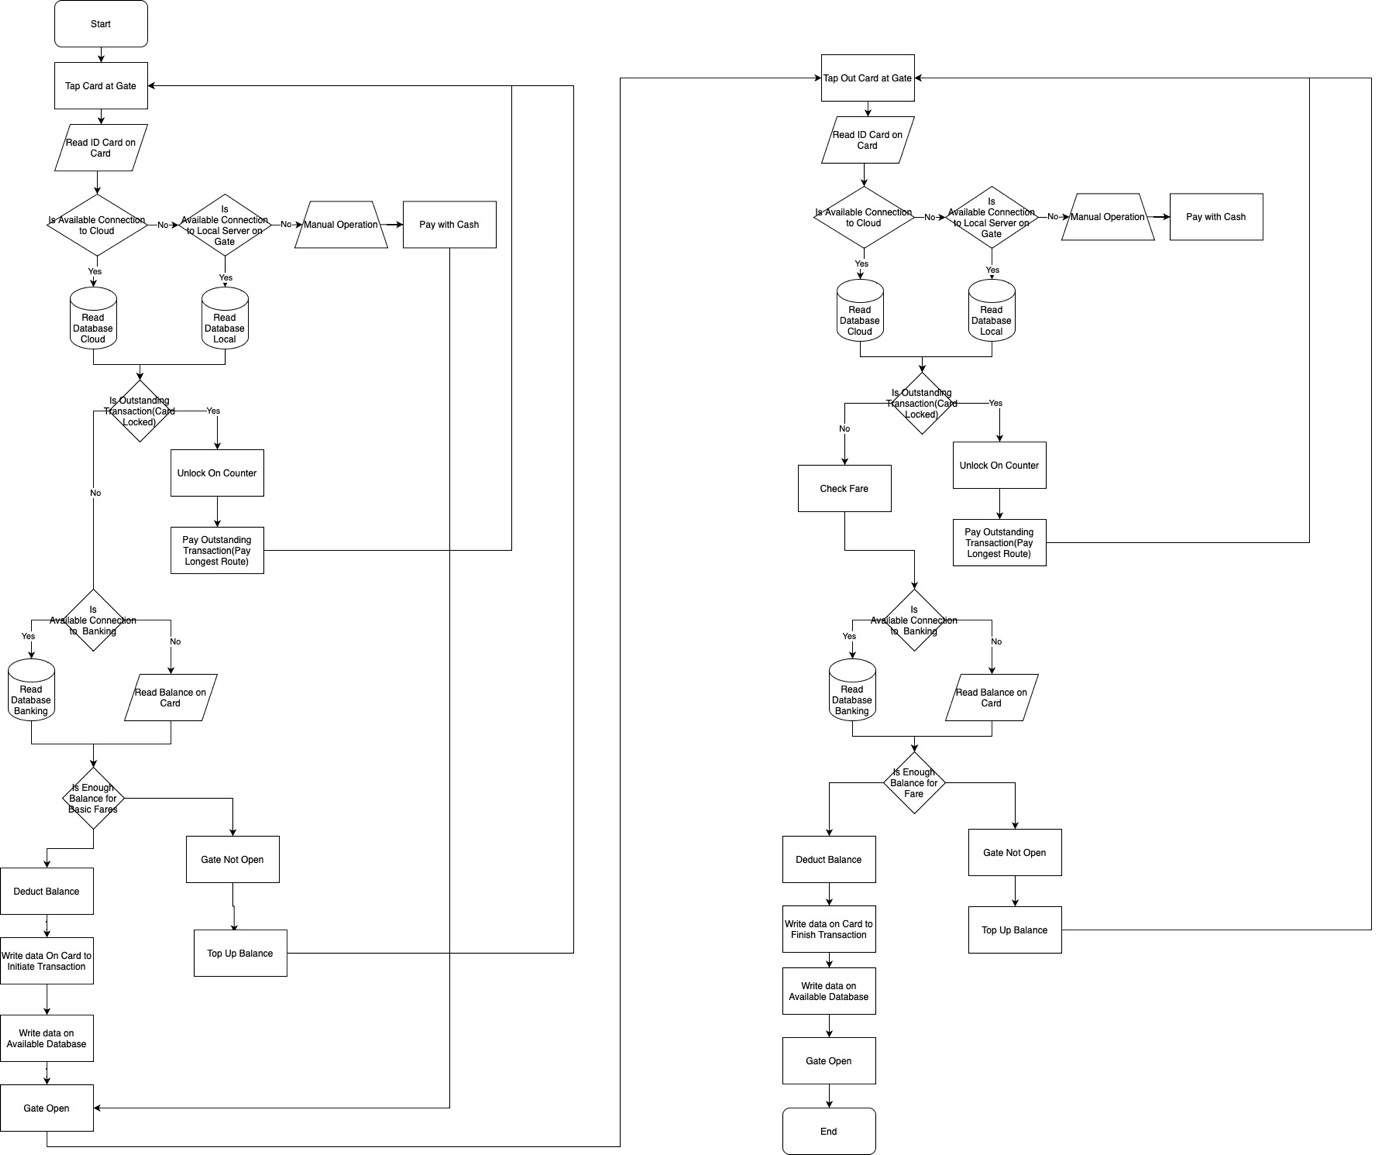 Start
Tap Card at Gate
Read ID Card on
Card
Is Available Connection
to Cloud
No
Is
Available Connection
to Local Server on
Gate
No
Manual Operation
Pay with Cash
Yes
Yes
Read
Database
Cloud
Read
Database
Local
Is Outstanding
Transaction(Card
Locked)
Yes
No
Unlock On Counter
Pay Outstanding
Transaction(Pay
Longest Route)
Is
Available Connection
to Banking
Yes
No
Read
Database
Banking
Read Balance on
Card
Is Enough
Balance for
Basic Fares
Gate Not Open
Top Up Balance
Deduct Balance
Write data On Card to
Initiate Transaction
Write data on
Available Database
Gate Open
Tap Out Card at Gate
Read ID Card on
Card
Is Available Connection
to Cloud
No
Is
Available Connection
to Local Server on
Gate
No
Manual Operation
Pay with Cash
Yes
Yes
Read
Database
Cloud
Read
Database
Local
Is Outstanding
Transaction(Card
Locked)
Yes
No
Unlock On Counter
Check Fare
Pay Outstanding
Transaction(Pay
Longest Route)
Is
Available Connection
to Banking
Yes
No
Read
Database
Banking
Read Balance on
Card
Is Enough
Balance for
Fare
Deduct Balance
Gate Not Open
Top Up Balance
Write data on Card to
Finish Transaction
Write data on
Available Database
Gate Open
End